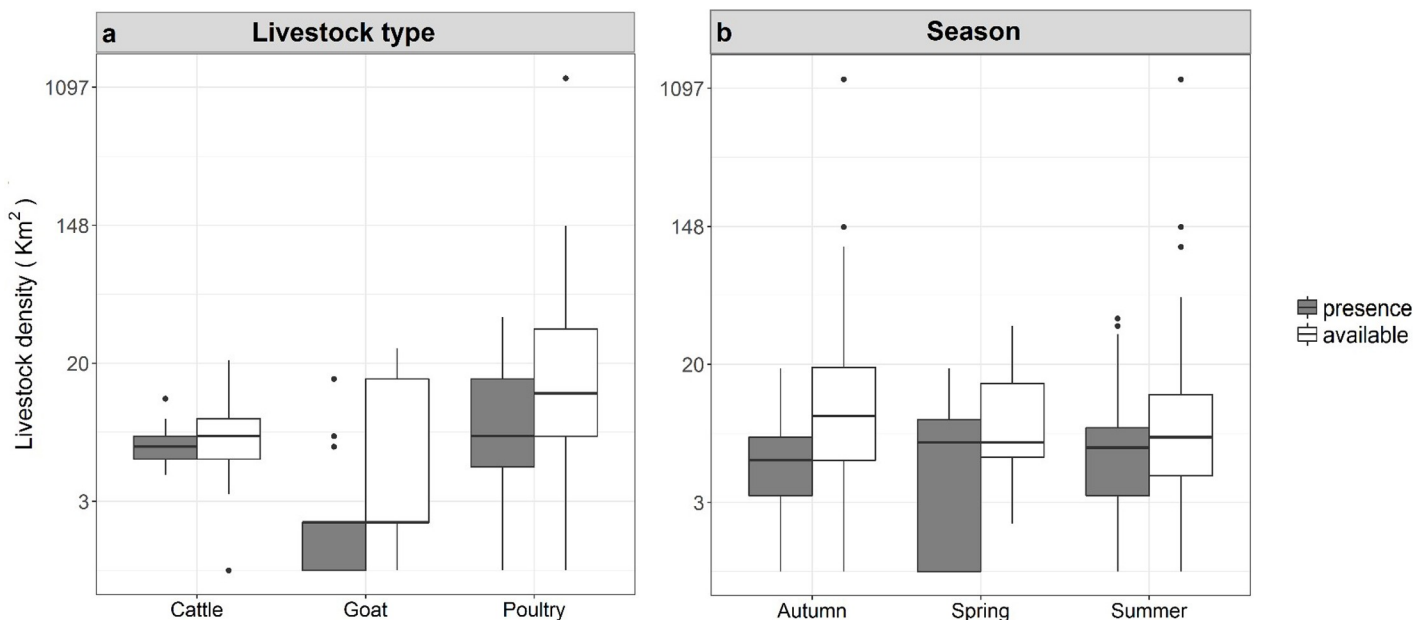 a Livestock type
b Season
Livestock density ( Km²)
1097
148
20
3
Cattle Goat Poultry
1097
148
20
3
Autumn Spring Summer
presence
available